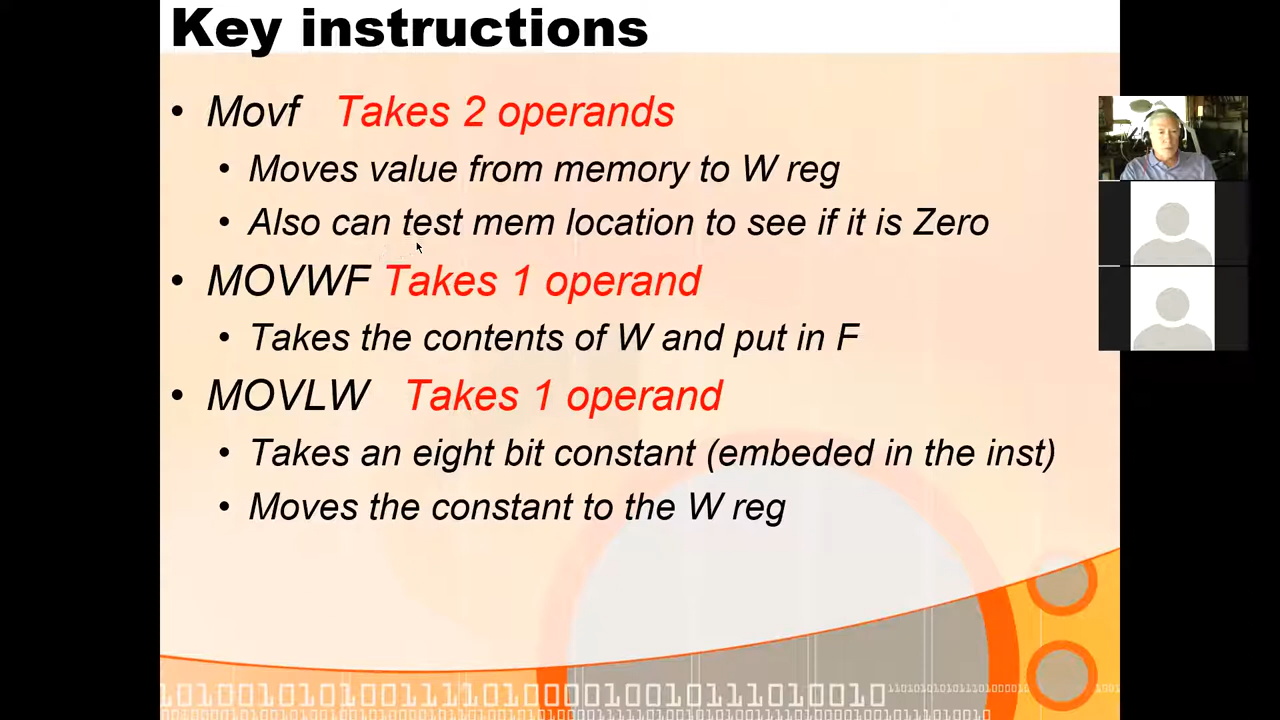 Key instructions
• Movf Takes 2 operands
• Moves value from memory to W reg
• Also can test mem location to see if it is Zero
• MOVWF Takes 1 operand
• Takes the contents of W and put in F
• MOVLW Takes 1 operand
• Takes an eight bit constant (embeded in the inst)
• Moves the constant to the W reg